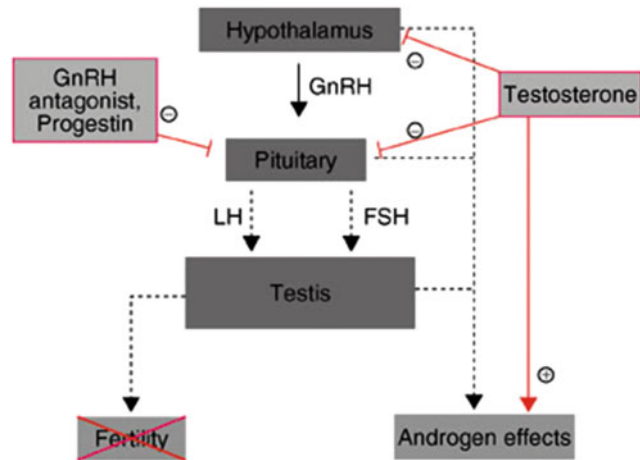 Hypothalamus
−
GnRH
antagonist,
Progestin
−
GnRH
Testosterone
−
Pituitary
LH
FSH
Testis
+
Fertility
Androgen effects